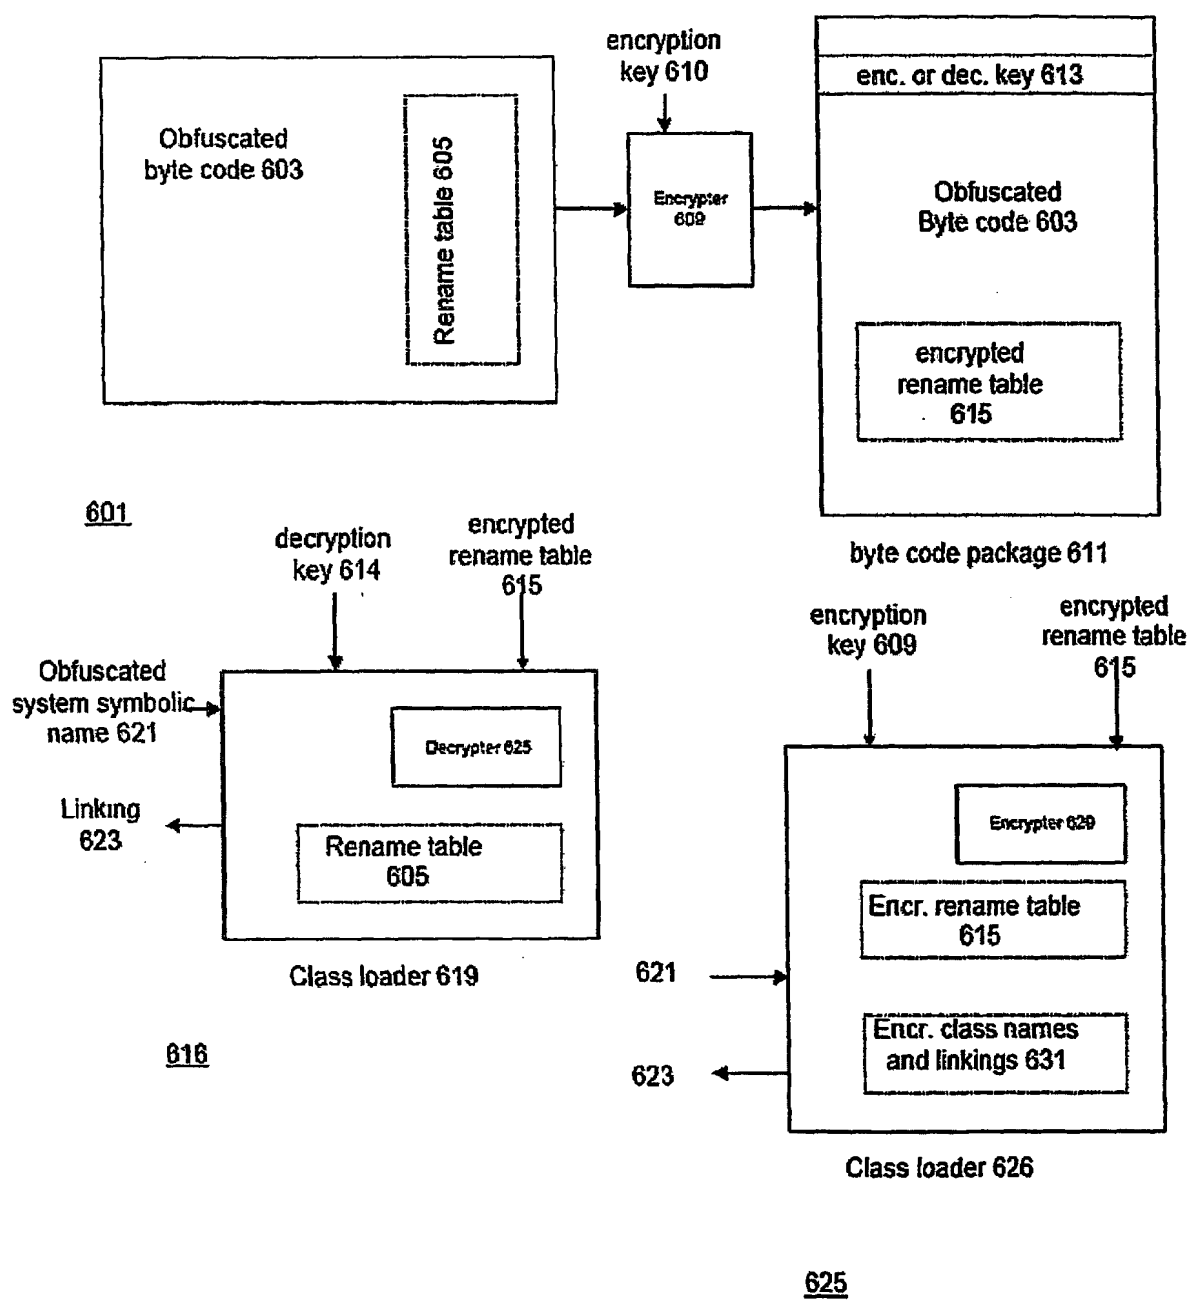 encryption
key 610
enc. or dec. key 613
Obfuscated
byte code 603
Rename table 605
Encrypter
609
Obfuscated
Byte code 603
encrypted
rename table
615
601
byte code package 611
decryption
key 614
encrypted
rename table
615
Obfuscated
system symbolic
name 621
Decrypter 625
Linking
623
Rename table
605
Class loader 619
616
encryption
key 609
encrypted
rename table
615
Encrypter 629
Encr. rename table
615
621
Encr. class names
and linkings 631
623
Class loader 626
625